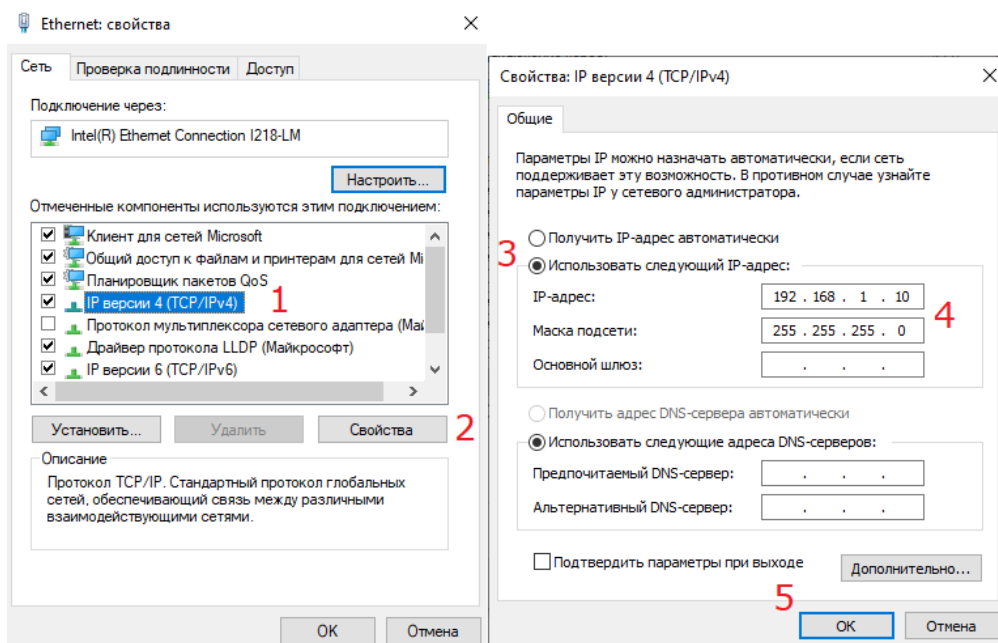 Ethernet: свойства
Сеть
Проверка подлинности
Доступ
Подключение через:
Intel(R) Ethernet Connection I218-LM
Настроить...
Отмеченные компоненты используются этим подключением:
Клиент для сетей Microsoft
Общий доступ к файлам и принтерам для сетей Mi
Планировщик пакетов QoS
IP версии 4 (TCP/IPv4)
1
Протокол мультиплексора сетевого адаптера (Май
Драйвер протокола LLDP (Майкрософт)
IP версии 6 (TCP/IPv6)
Установить...
Удалить
Свойства
2
Описание
Протокол TCP/IP. Стандартный протокол глобальных
сетей, обеспечивающий связь между различными
взаимодействующими сетями.
OK
Отмена
Свойства: IP версии 4 (TCP/IPv4)
Общие
Параметры IP можно назначать автоматически, если сеть
поддерживает эту возможность. В противном случае узнайте
параметры IP у сетевого администратора.
Получить IP-адрес автоматически
3
Использовать следующий IP-адрес:
IP-адрес:
192 . 168 . 1 . 10
4
Маска подсети:
255 . 255 . 255 . 0
Основной шлюз:
. . .
Получить адрес DNS-сервера автоматически
Использовать следующие адреса DNS-серверов:
Предпочитаемый DNS-сервер:
. . .
Альтернативный DNS-сервер:
. . .
Подтвердить параметры при выходе
Дополнительно...
5
OK
Отмена